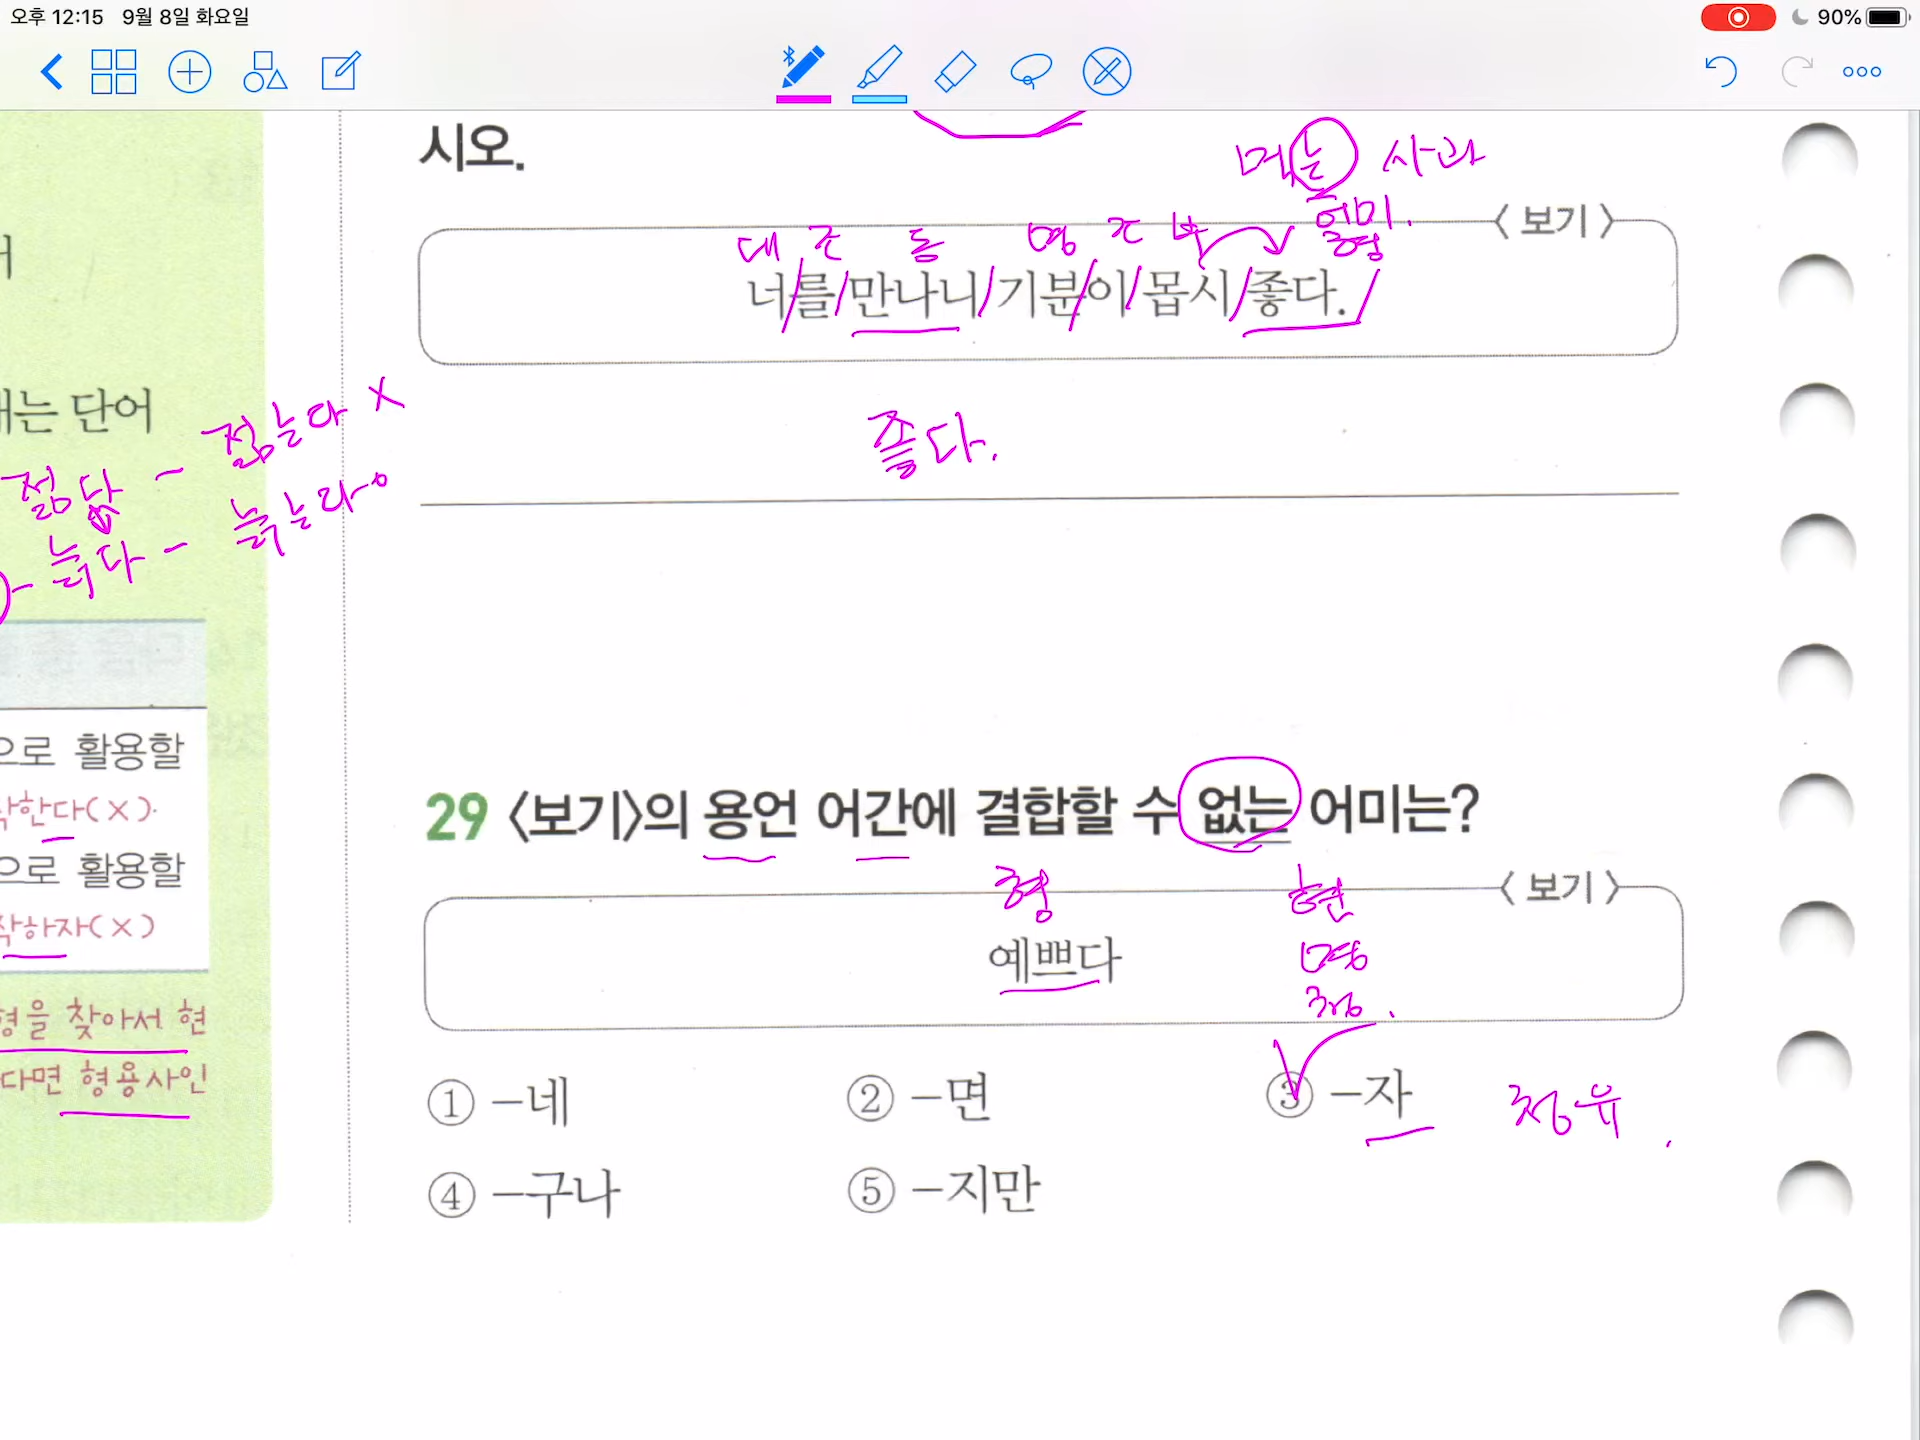 오후 12:15 9월 8일 화요일 90%
시오.
먹는 사과
〈보기〉
어미.
대 조 동 명 조 부 형
너/를/만나니/기분/이/몹시/좋다./
좋다.
내는 단어
젊는다 X
젊다 -
늙는다
늙다 -
으로 활용할
착한다(×).
으로 활용할
착하자(×)
형을 찾아서 현
다면 형용사인
29 〈보기〉의 용언 어간에 결합할 수 없는 어미는?
〈보기〉
형 현
예쁘다 명
청.
① -네 ② -면 ③ -자 청유.
④ -구나 ⑤ -지만